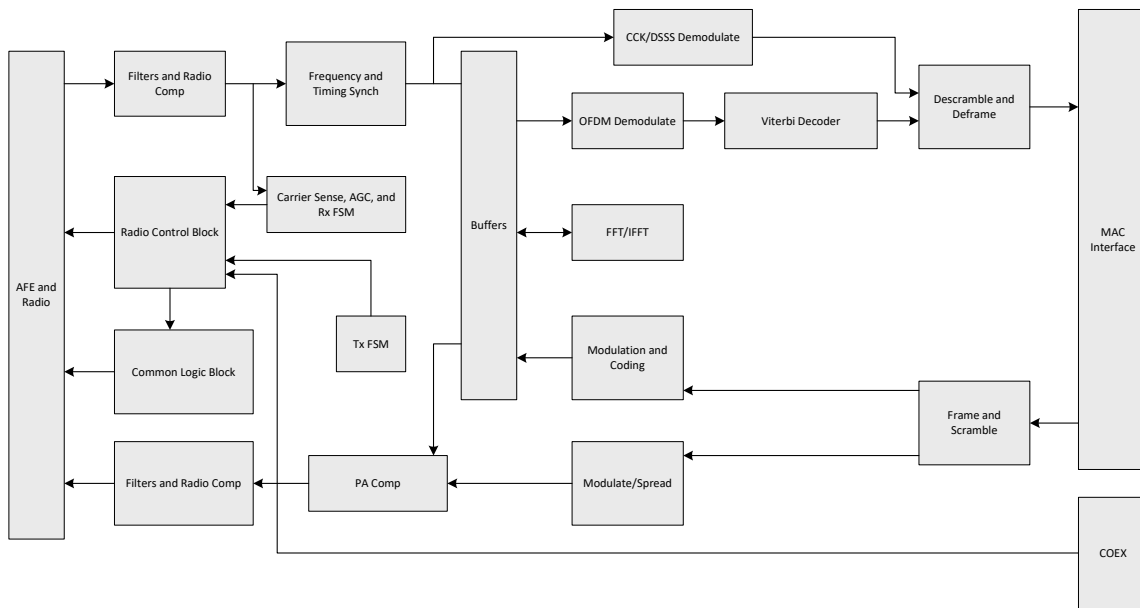 CCK/DSSS Demodulate
Filters and Radio
Comp
Frequency and
Timing Synch
Descramble and
Deframe
OFDM Demodulate
Viterbi Decoder
Carrier Sense, AGC, and
Rx FSM
Radio Control Block
Buffers
FFT/IFFT
MAC
Interface
AFE and
Radio
Tx FSM
Modulation and
Coding
Common Logic Block
Frame and
Scramble
Filters and Radio Comp
PA Comp
Modulate/Spread
COEX